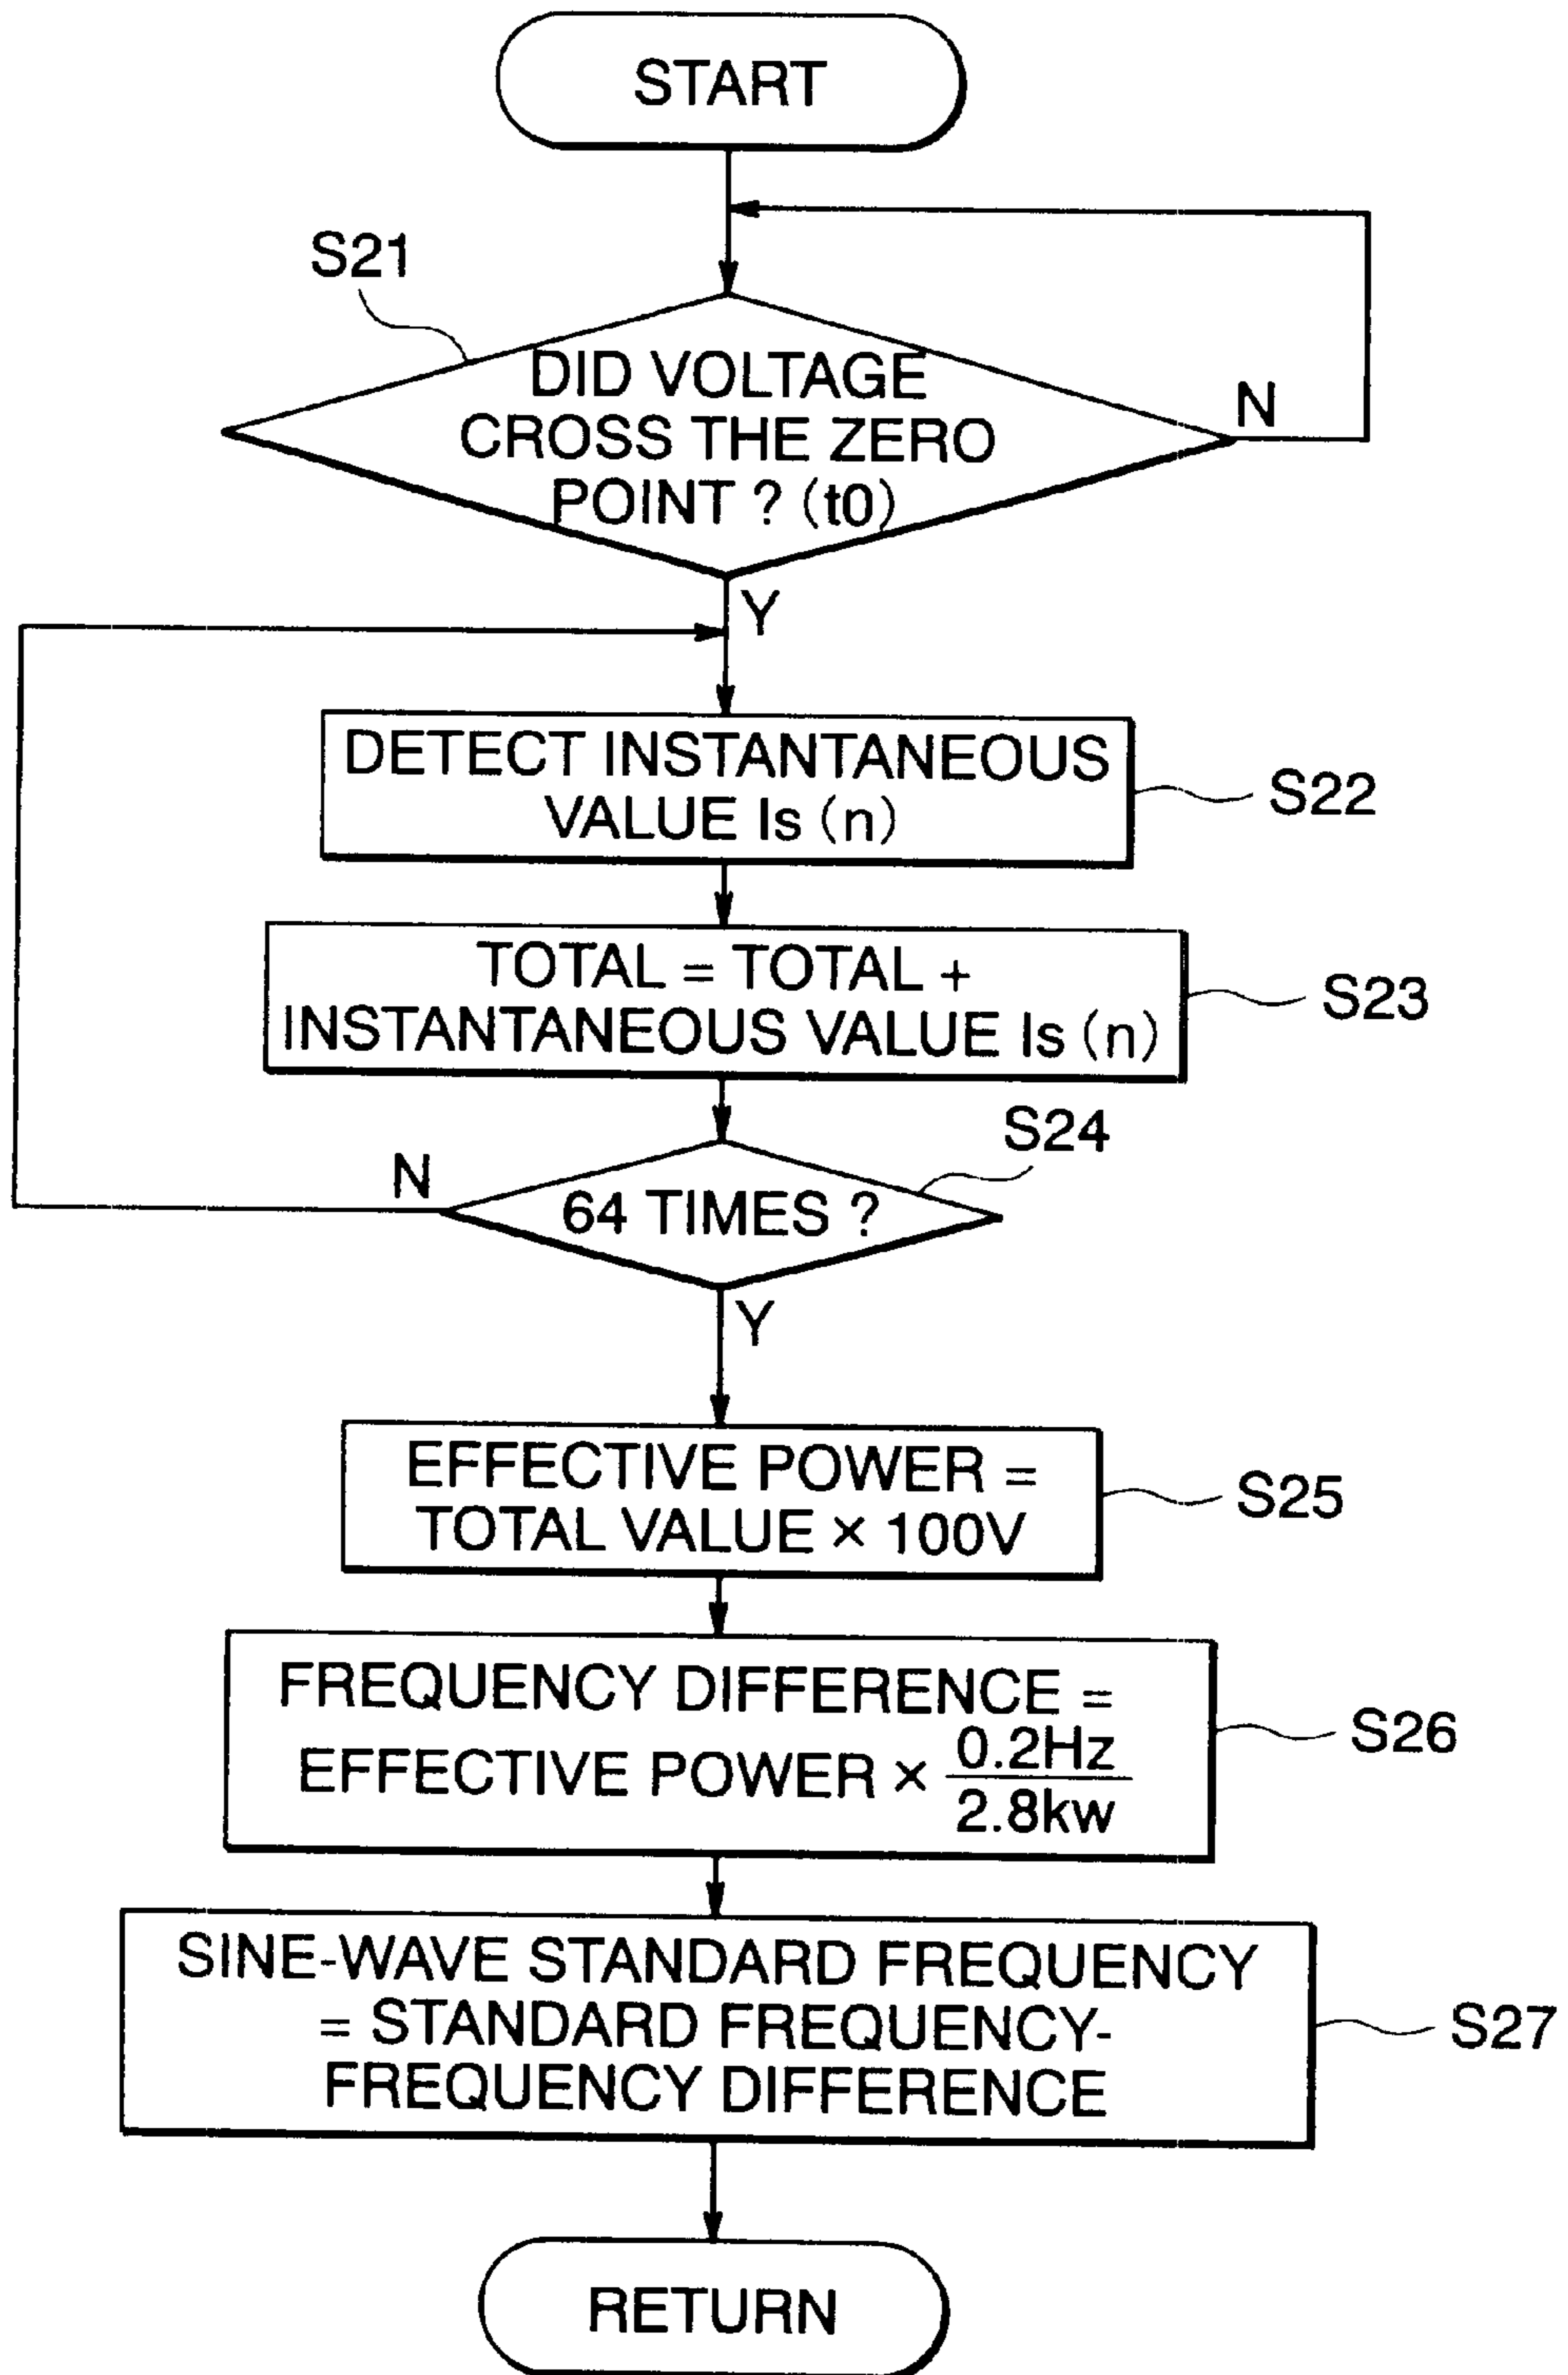 START
S21
DID VOLTAGE
CROSS THE ZERO
POINT ? (t0)
N
Y
DETECT INSTANTANEOUS
VALUE Is (n)
S22
TOTAL = TOTAL +
INSTANTANEOUS VALUE Is (n)
S23
S24
N
64 TIMES ?
Y
EFFECTIVE POWER =
TOTAL VALUE × 100V
S25
FREQUENCY DIFFERENCE =
EFFECTIVE POWER × 0.2Hz
2.8kw
S26
SINE-WAVE STANDARD FREQUENCY
= STANDARD FREQUENCY-
FREQUENCY DIFFERENCE
S27
RETURN